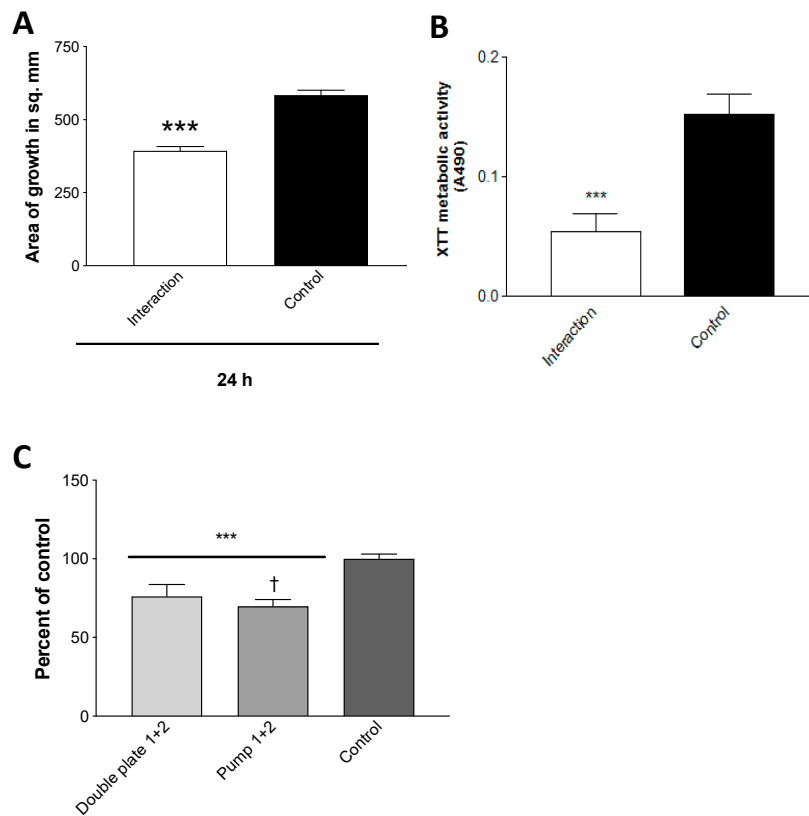 A
Area of growth in sq. mm
750
500
250
0
***
Interaction
Control
24 h
B
XTT metabolic activity
(A490)
0.2
0.1
0.0
***
Interaction
Control
C
Percent of control
150
100
50
0
***
†
Double plate 1+2
Pump 1+2
Control